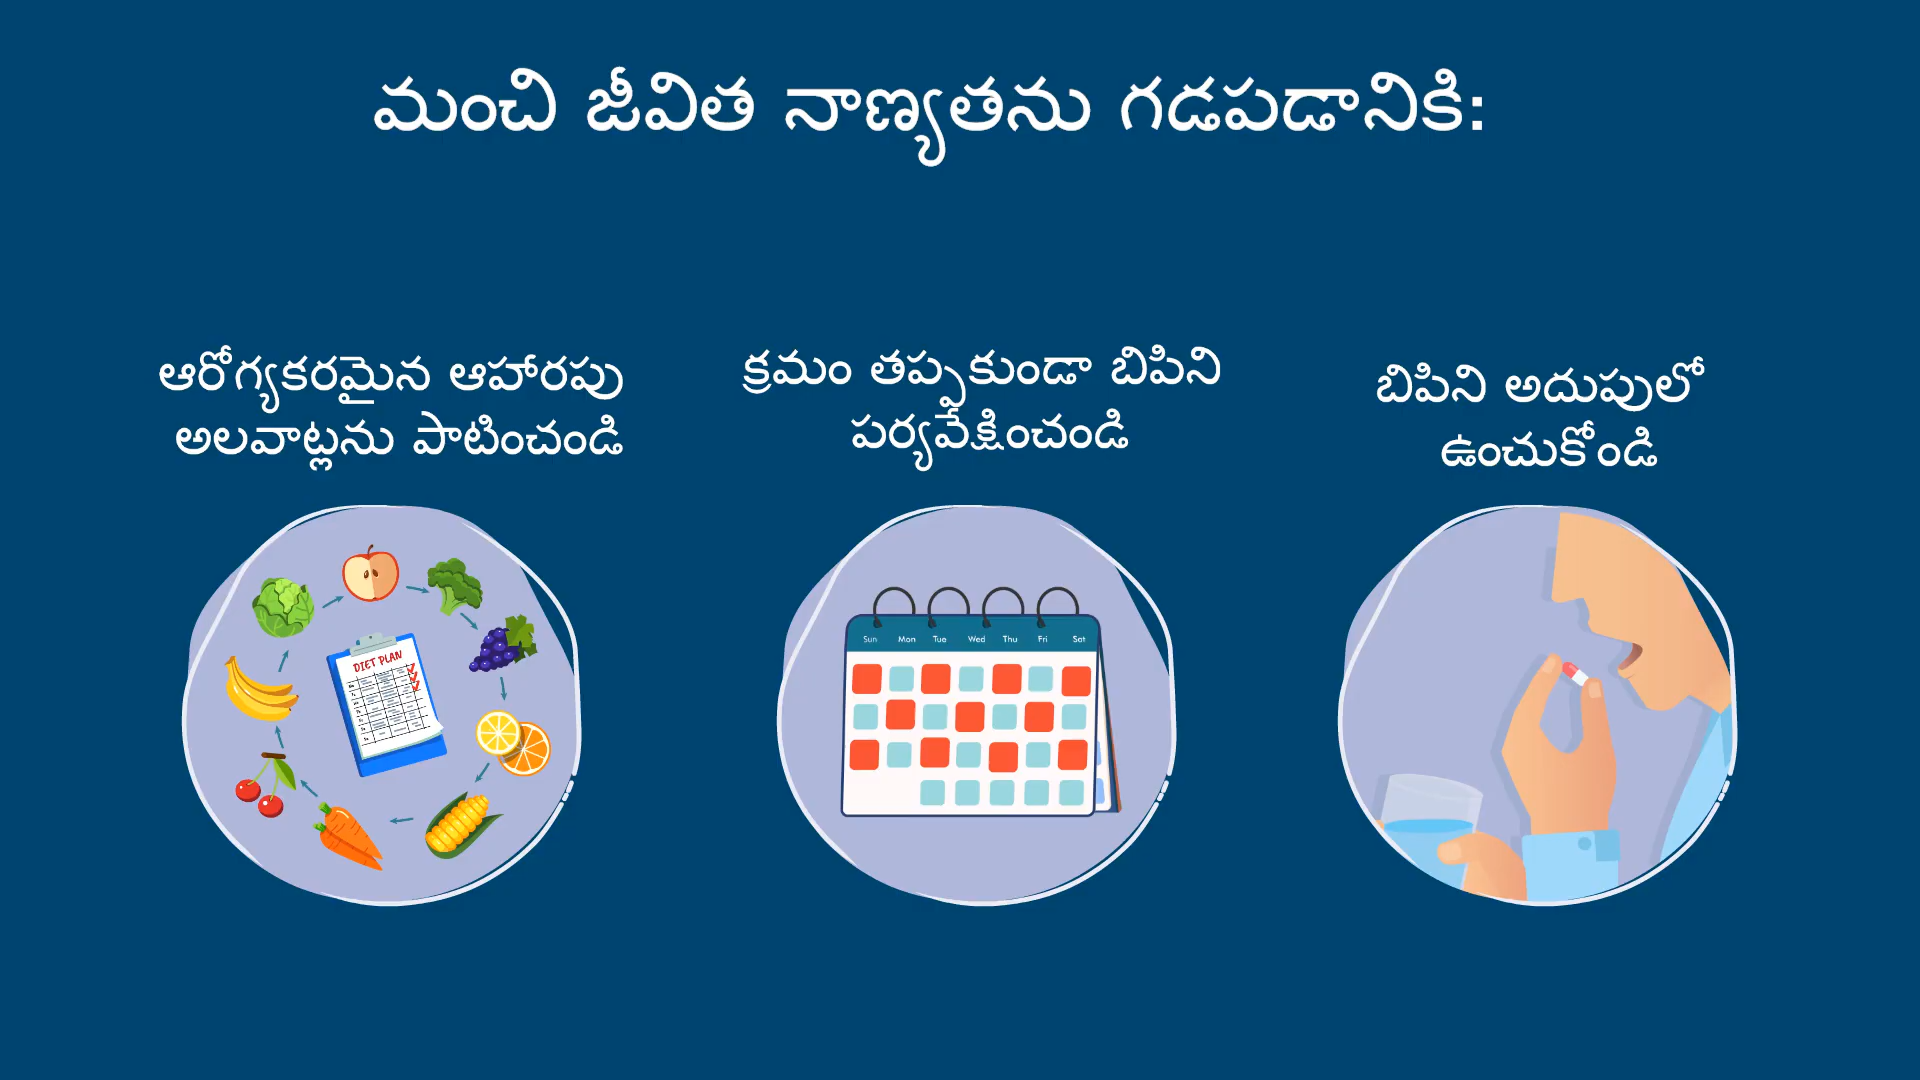 మంచి జీవిత నాణ్యతను గడపడానికి:
ఆరోగ్యకరమైన ఆహారపు
అలవాట్లను పాటించండి
క్రమం తప్పకుండా బిపిని
పర్యవేక్షించండి
బిపిని అదుపులో
ఉంచుకోండి
DIET PLAN
Sun Mon Tue Wed Thu Fri Sat